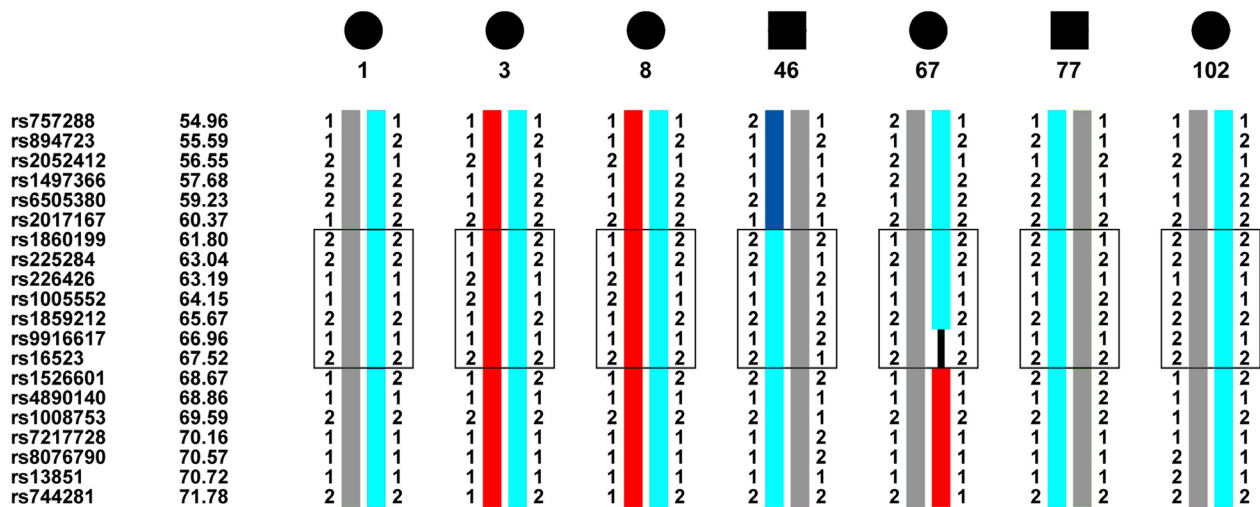 1 3 8 46 67 77 102
rs757288 54.96 1 1 1 1 1 1 2 1 2 1 1 1 1 1
rs894723 55.59 1 2 1 2 1 2 1 2 1 2 2 1 1 2
rs2052412 56.55 2 1 2 1 2 1 1 1 2 1 1 2 2 1
rs1497366 57.68 2 2 1 2 1 2 1 1 1 2 2 1 2 2
rs6505380 59.23 2 2 1 2 1 2 2 2 1 2 2 1 2 2
rs2017167 60.37 1 2 2 2 2 2 1 1 2 2 2 2 2 2
rs1860199 61.80 2 2 1 2 1 2 2 2 1 2 2 1 2 2
rs225284 63.04 2 2 1 2 1 2 2 1 2 2 2 2 2 2
rs226426 63.19 1 1 2 1 2 1 1 2 1 1 1 1 1 1
rs1005552 64.15 1 1 2 1 2 1 1 1 1 1 1 2 2 1
rs1859212 65.67 2 2 1 2 1 2 2 2 2 2 2 2 2 2
rs9916617 66.96 1 1 1 1 1 1 1 2 1 1 1 1 1 1
rs16523 67.52 2 2 2 2 2 2 2 1 2 2 2 1 2 2
rs1526601 68.67 1 2 1 2 1 2 1 2 1 1 2 2 1 2
rs4890140 68.86 1 1 1 1 1 1 1 1 1 1 1 2 1 1
rs1008753 69.59 2 2 2 2 2 2 2 1 2 2 2 1 1 2
rs7217728 70.16 1 1 1 1 1 1 1 2 1 1 1 1 1 1
rs8076790 70.57 1 1 1 1 1 1 1 2 1 1 1 1 2 1
rs13851 70.72 1 1 1 1 1 1 1 1 1 1 1 1 2 1
rs744281 71.78 2 2 1 2 1 2 2 2 2 1 2 2 2 2